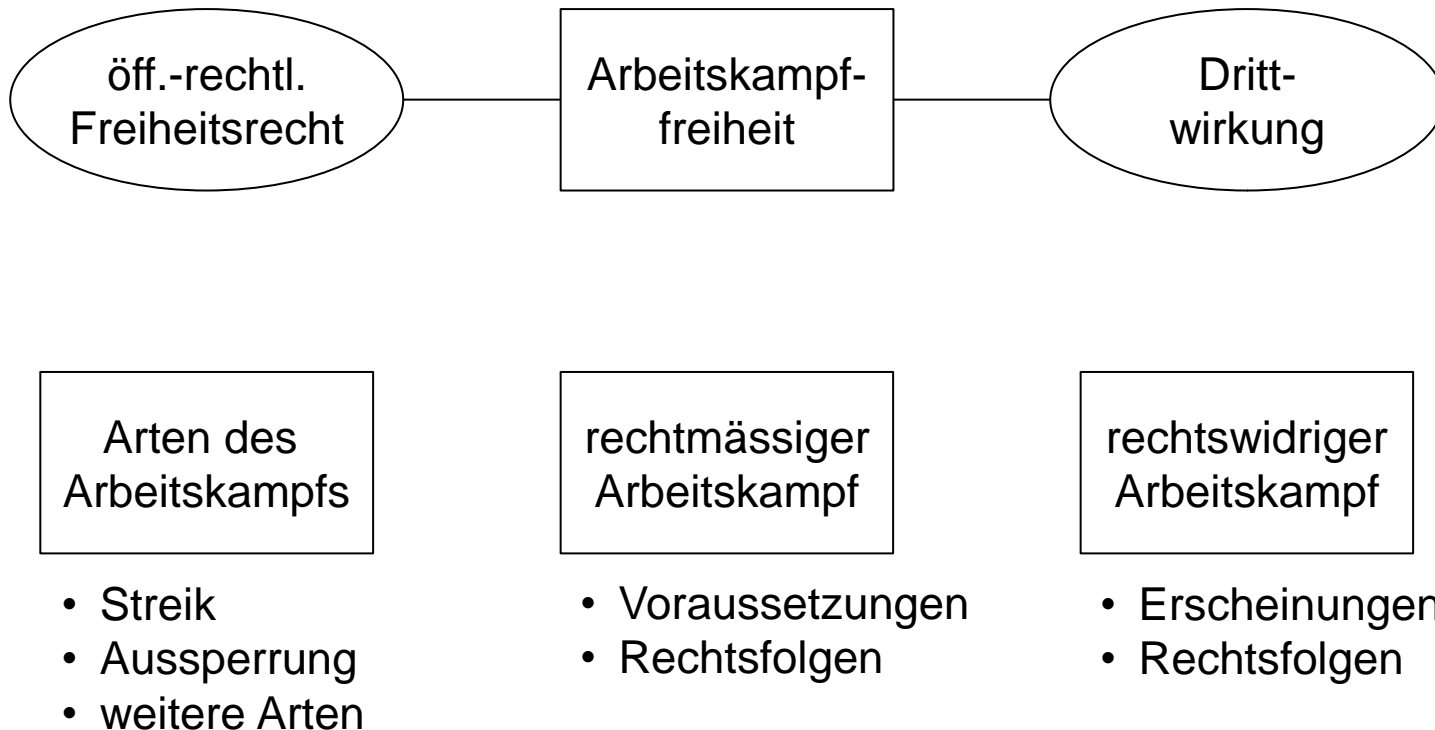 öff.-rechtl.
Freiheitsrecht
Arbeitskampf-
freiheit
Dritt-
wirkung
Arten des
Arbeitskampfs
rechtmässiger
Arbeitskampf
rechtswidriger
Arbeitskampf
• Streik
• Aussperrung
• weitere Arten
• Voraussetzungen
• Rechtsfolgen
• Erscheinungen
• Rechtsfolgen